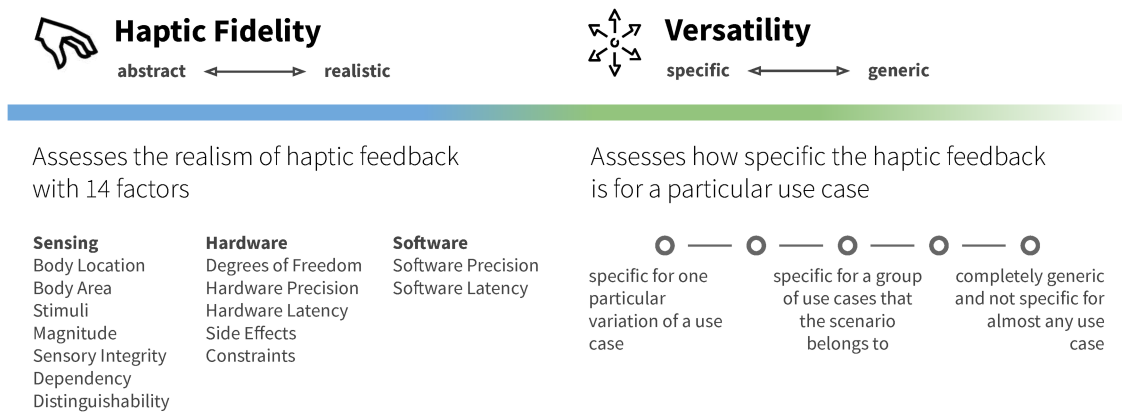 Haptic Fidelity
abstract realistic
Assesses the realism of haptic feedback
with 14 factors
Sensing
Body Location
Body Area
Stimuli
Magnitude
Sensory Integrity
Dependency
Distinguishability
Hardware
Degrees of Freedom
Hardware Precision
Hardware Latency
Side Effects
Constraints
Software
Software Precision
Software Latency
Versatility
specific generic
Assesses how specific the haptic feedback
is for a particular use case
specific for one
particular
variation of a use
case
specific for a group
of use cases that
the scenario
belongs to
completely generic
and not specific for
almost any use
case